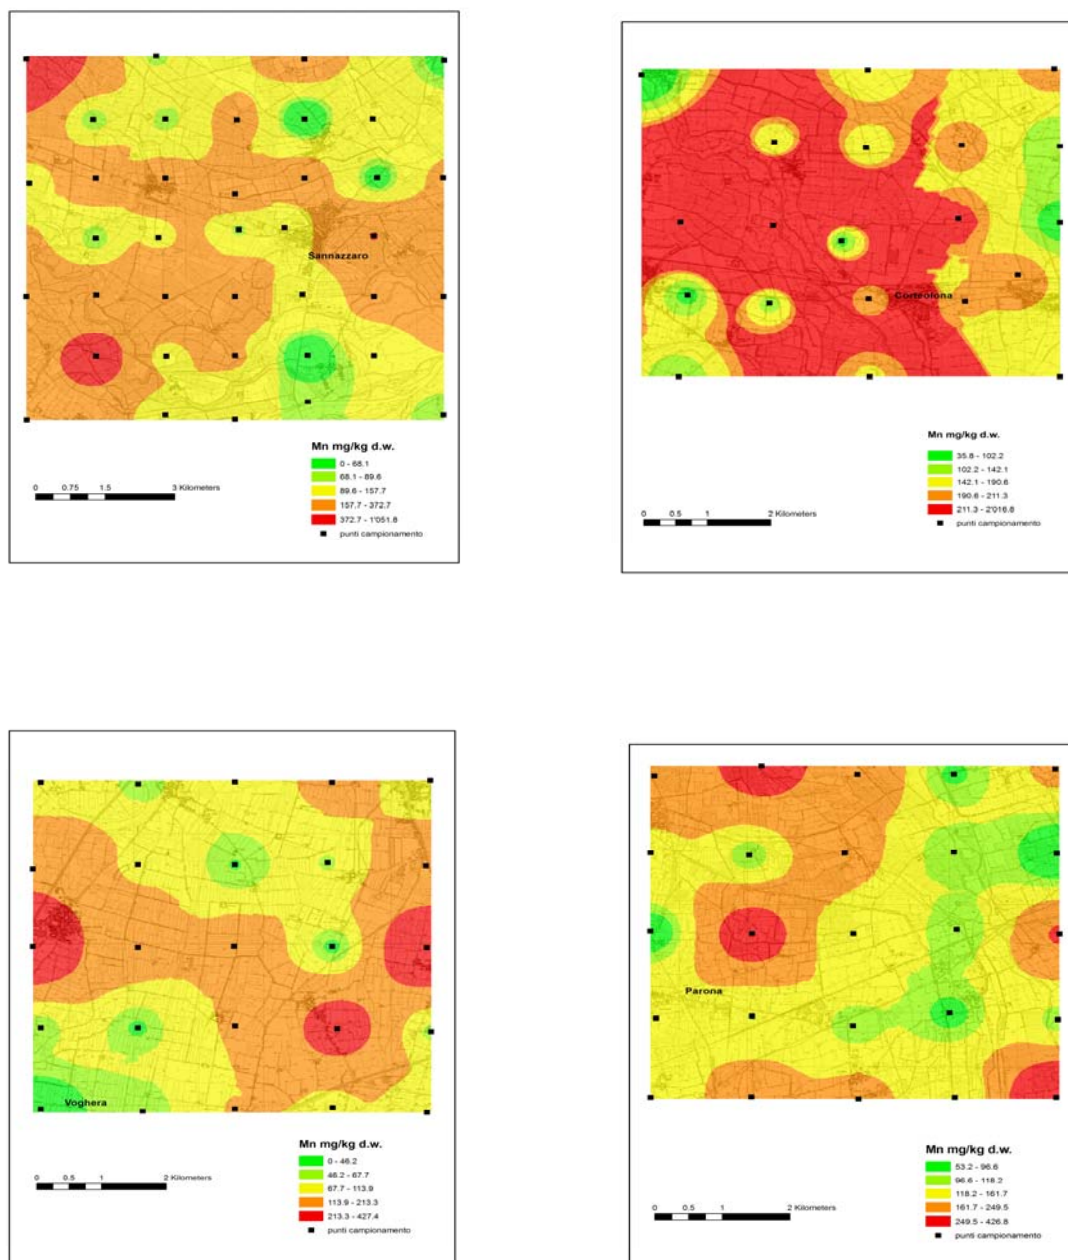 Sannazzaro
Mn mg/kg d.w.
0 - 68.1
68.1 - 89.6
89.6 - 157.7
157.7 - 372.7
372.7 - 1'051.8
punti campionamento
0 0.75 1.5 3 Kilometers
Corteolona
Mn mg/kg d.w.
35.8 - 102.2
102.2 - 142.1
142.1 - 190.6
190.6 - 211.3
211.3 - 2'016.8
punti campionamento
0 0.5 1 2 Kilometers
Voghera
Mn mg/kg d.w.
0 - 46.2
46.2 - 67.7
67.7 - 113.9
113.9 - 213.3
213.3 - 427.4
punti campionamento
0 0.5 1 2 Kilometers
Parona
Mn mg/kg d.w.
53.2 - 96.6
96.6 - 118.2
118.2 - 161.7
161.7 - 249.5
249.5 - 426.8
punti campionamento
0 0.5 1 2 Kilometers